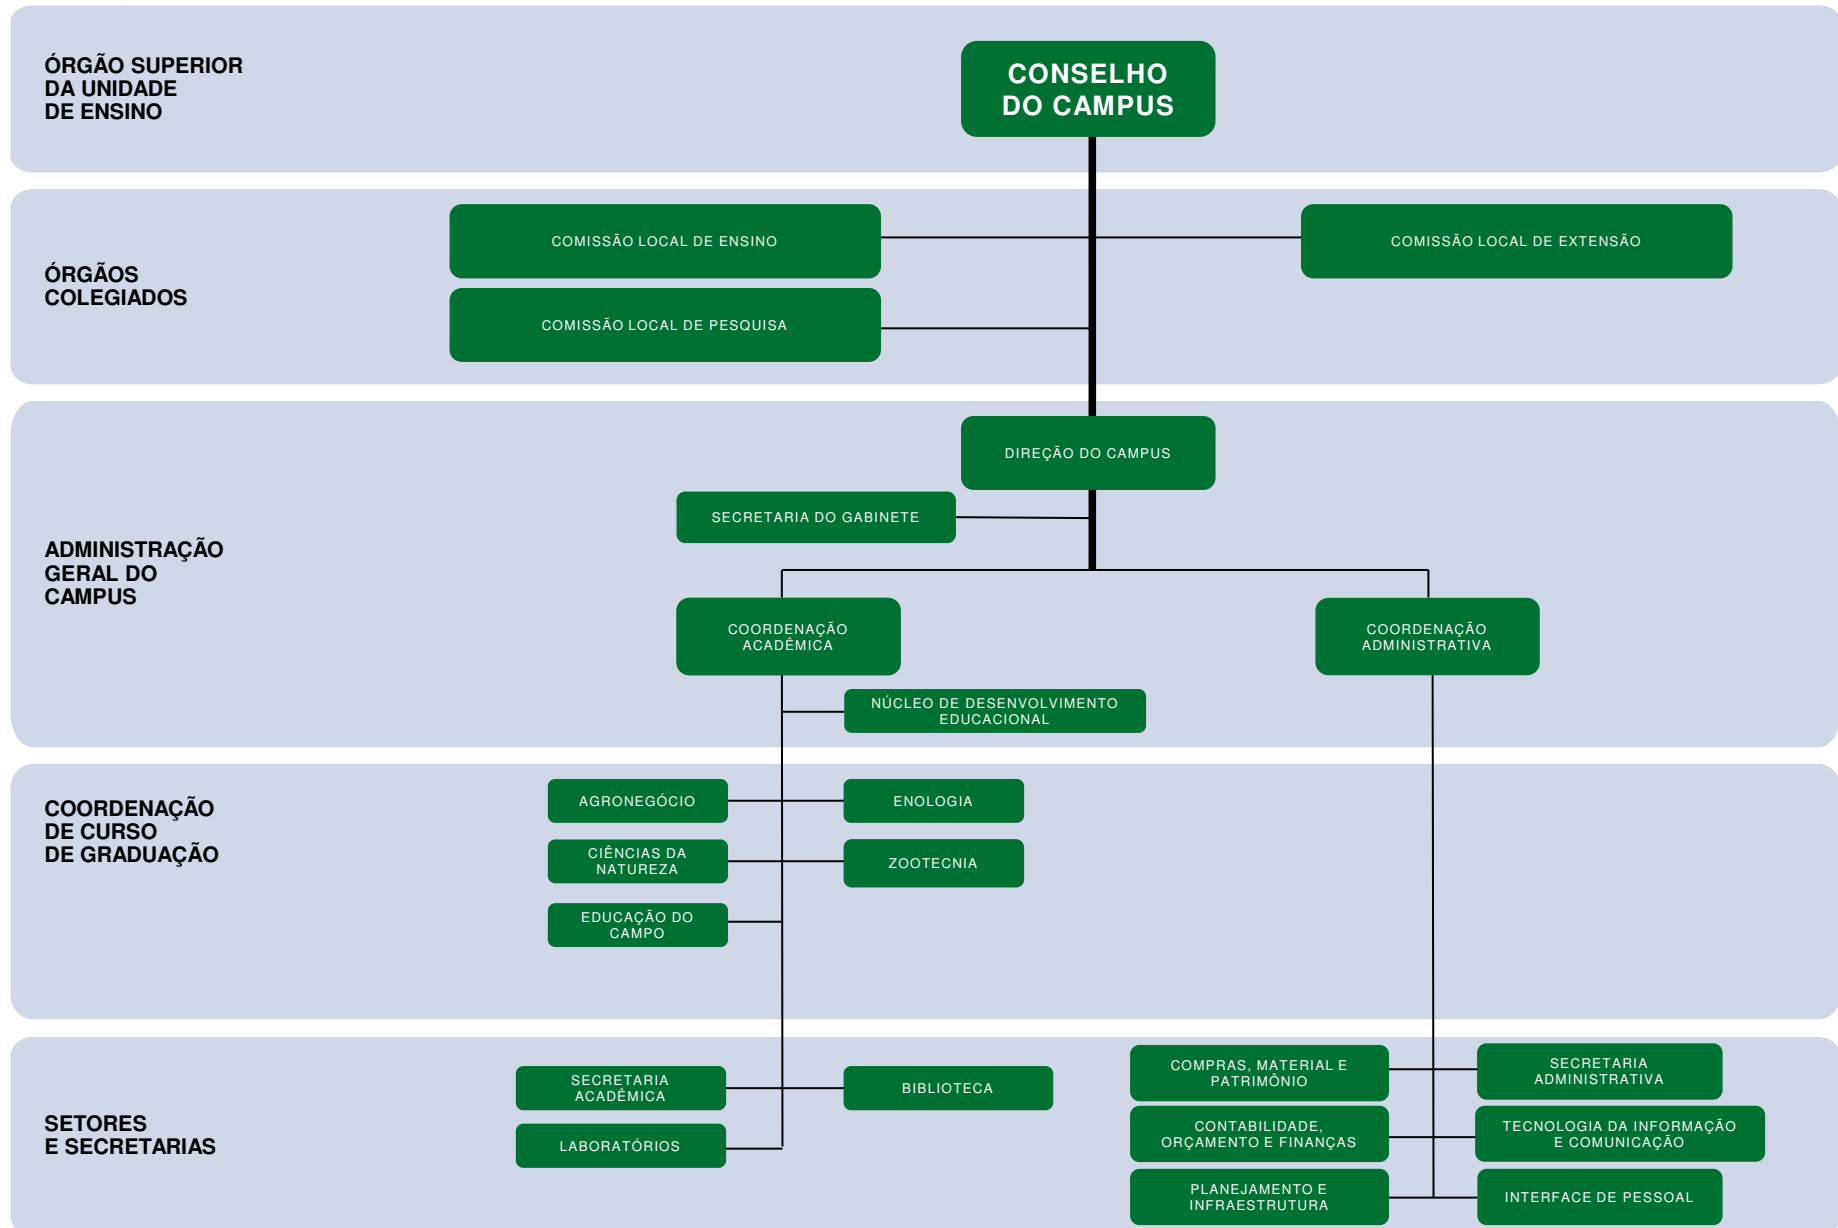 ÓRGÃO SUPERIOR
DA UNIDADE
DE ENSINO
CONSELHO
DO CAMPUS
ÓRGÃOS
COLEGIADOS
COMISSÃO LOCAL DE ENSINO
COMISSÃO LOCAL DE EXTENSÃO
COMISSÃO LOCAL DE PESQUISA
ADMINISTRAÇÃO
GERAL DO
CAMPUS
DIREÇÃO DO CAMPUS
SECRETARIA DO GABINETE
COORDENAÇÃO
ACADÊMICA
COORDENAÇÃO
ADMINISTRATIVA
NÚCLEO DE DESENVOLVIMENTO
EDUCACIONAL
COORDENAÇÃO
DE CURSO
DE GRADUAÇÃO
AGRONEGÓCIO
ENOLOGIA
CIÊNCIAS DA
NATUREZA
ZOOTECNIA
EDUCAÇÃO DO
CAMPO
SETORES
E SECRETARIAS
SECRETARIA
ACADÊMICA
BIBLIOTECA
LABORATÓRIOS
COMPRAS, MATERIAL E
PATRIMÔNIO
SECRETARIA
ADMINISTRATIVA
CONTABILIDADE,
ORÇAMENTO E FINANÇAS
TECNOLOGIA DA INFORMAÇÃO
E COMUNICAÇÃO
PLANEJAMENTO E
INFRAESTRUTURA
INTERFACE DE PESSOAL